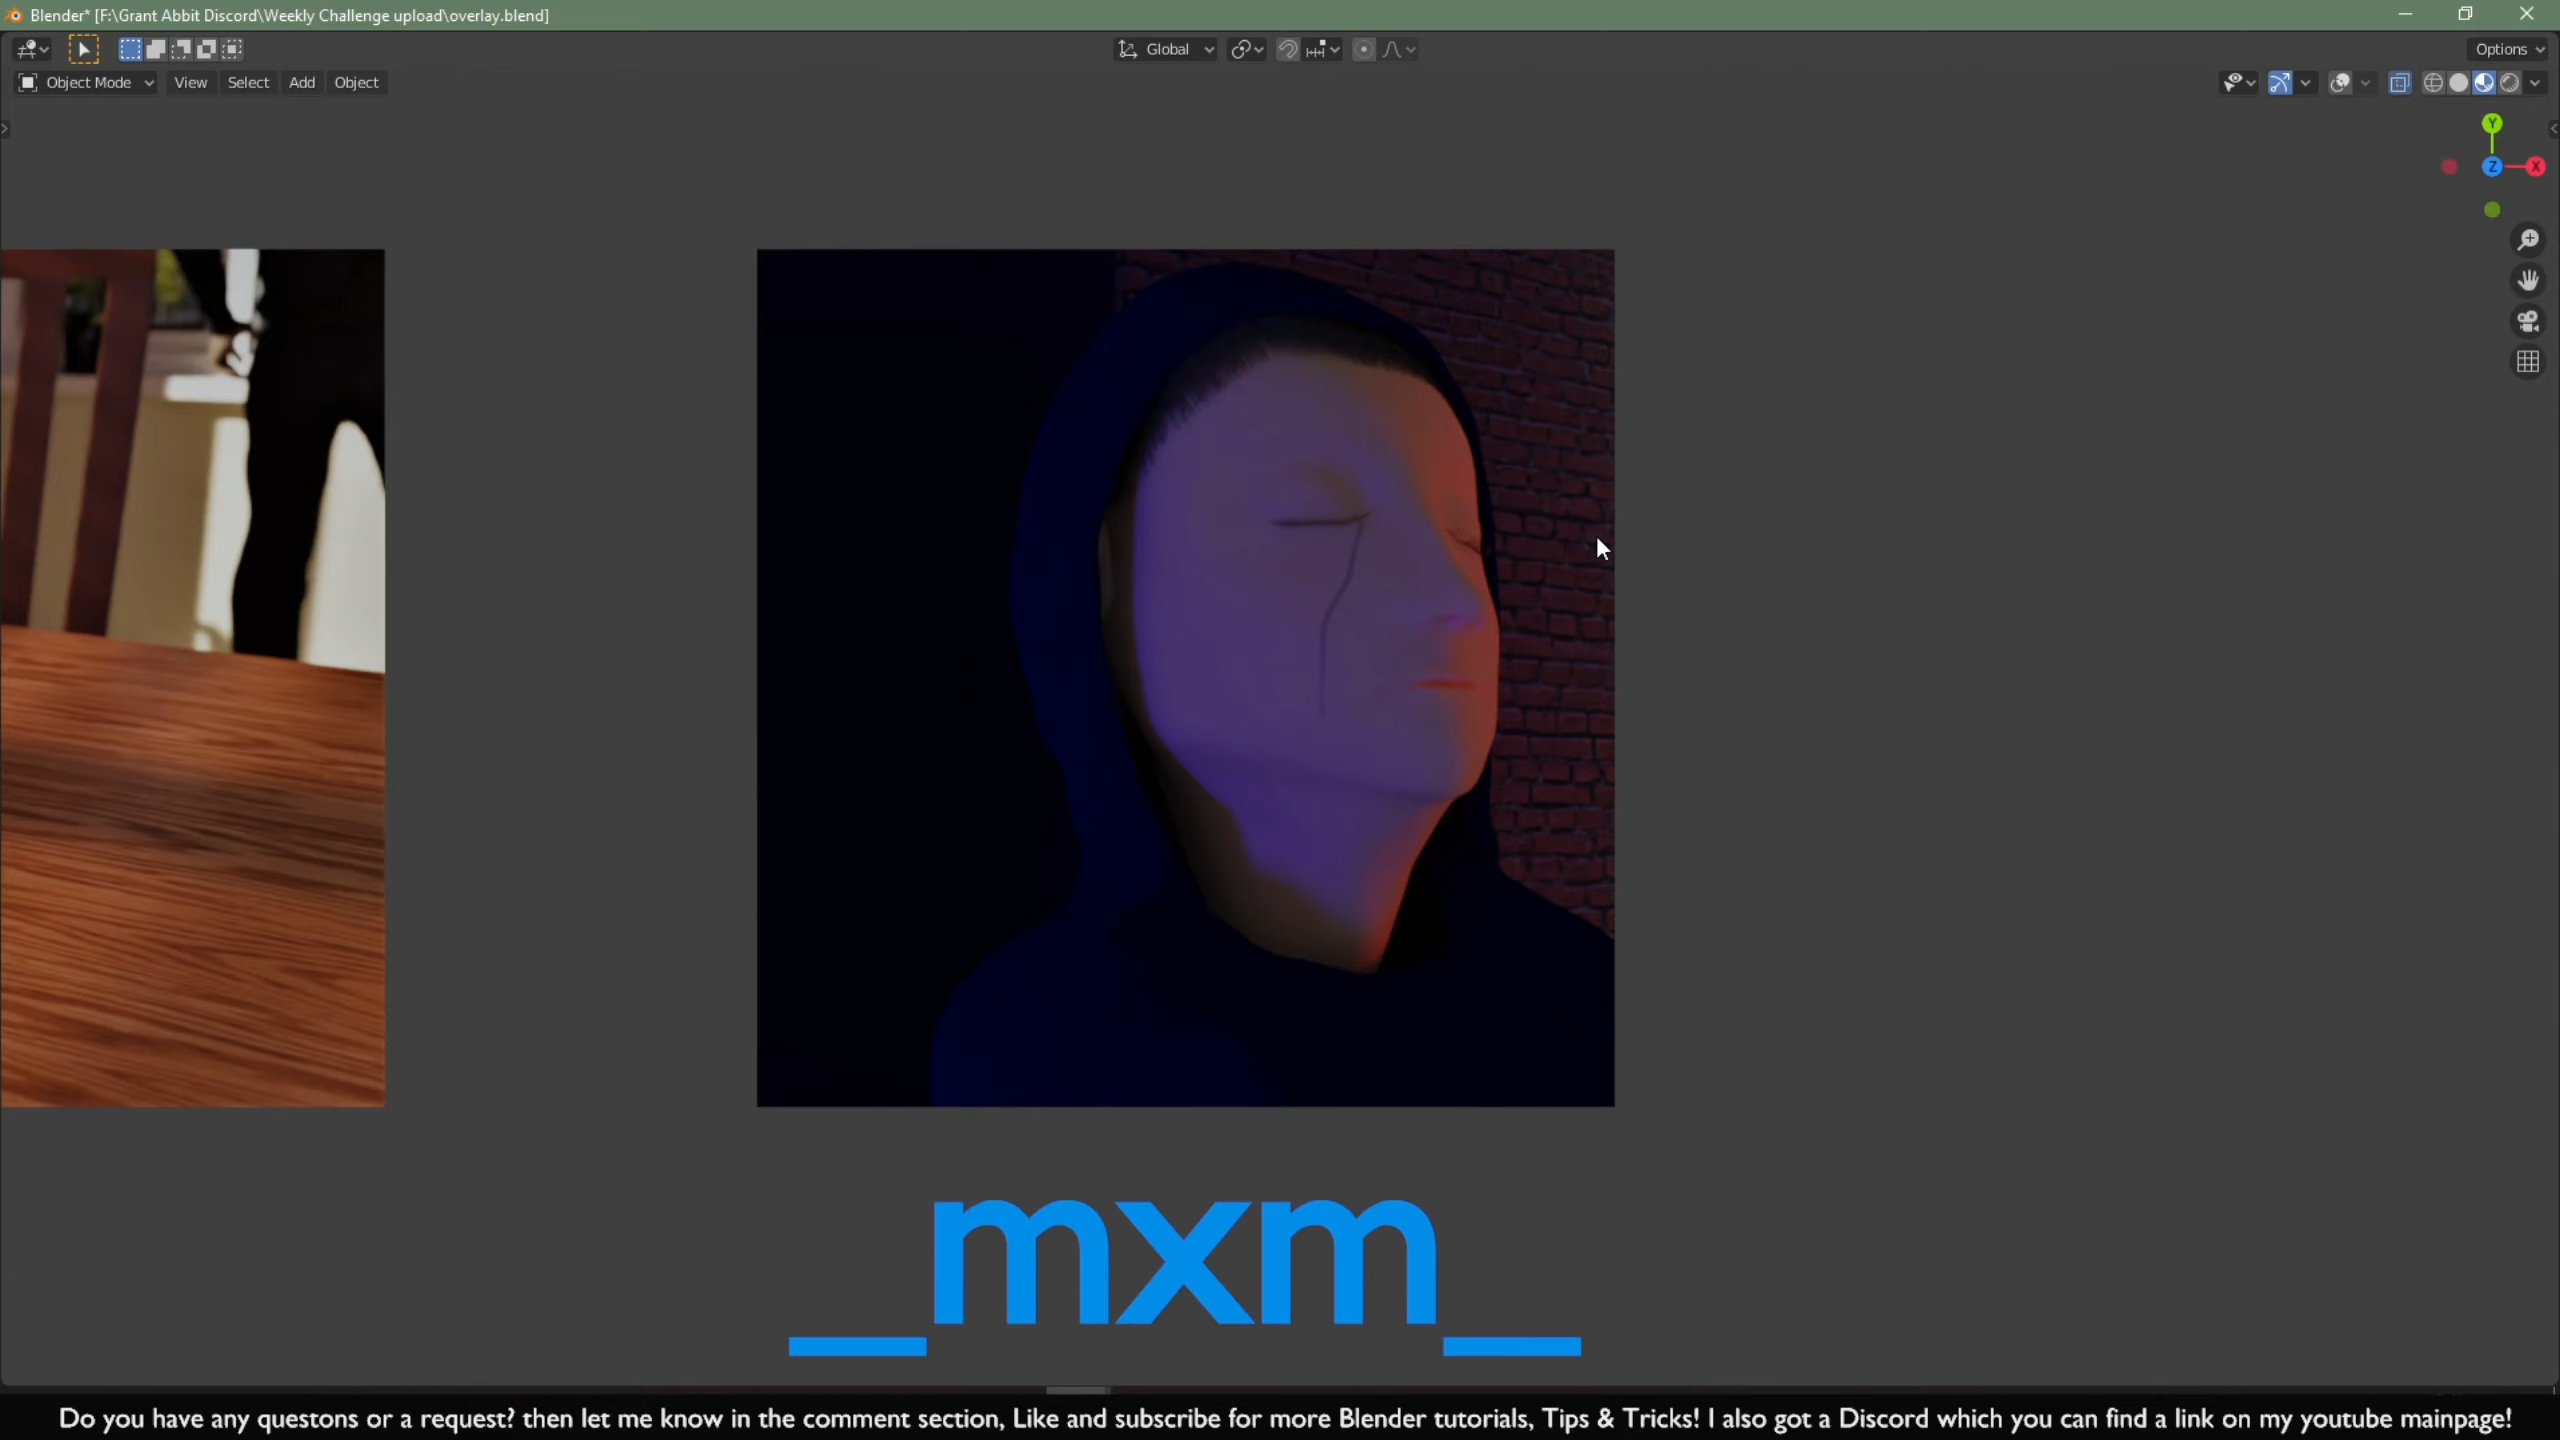 Blender* [F:\Grant Abbit Discord\Weekly Challenge upload\overlay.blend]
Global
Options
Object Mode View Select Add Object
Y
Z X
_mxm_
Do you have any questons or a request? then let me know in the comment section, Like and subscribe for more Blender tutorials, Tips & Tricks! I also got a Discord which you can find a link on my youtube mainpage!